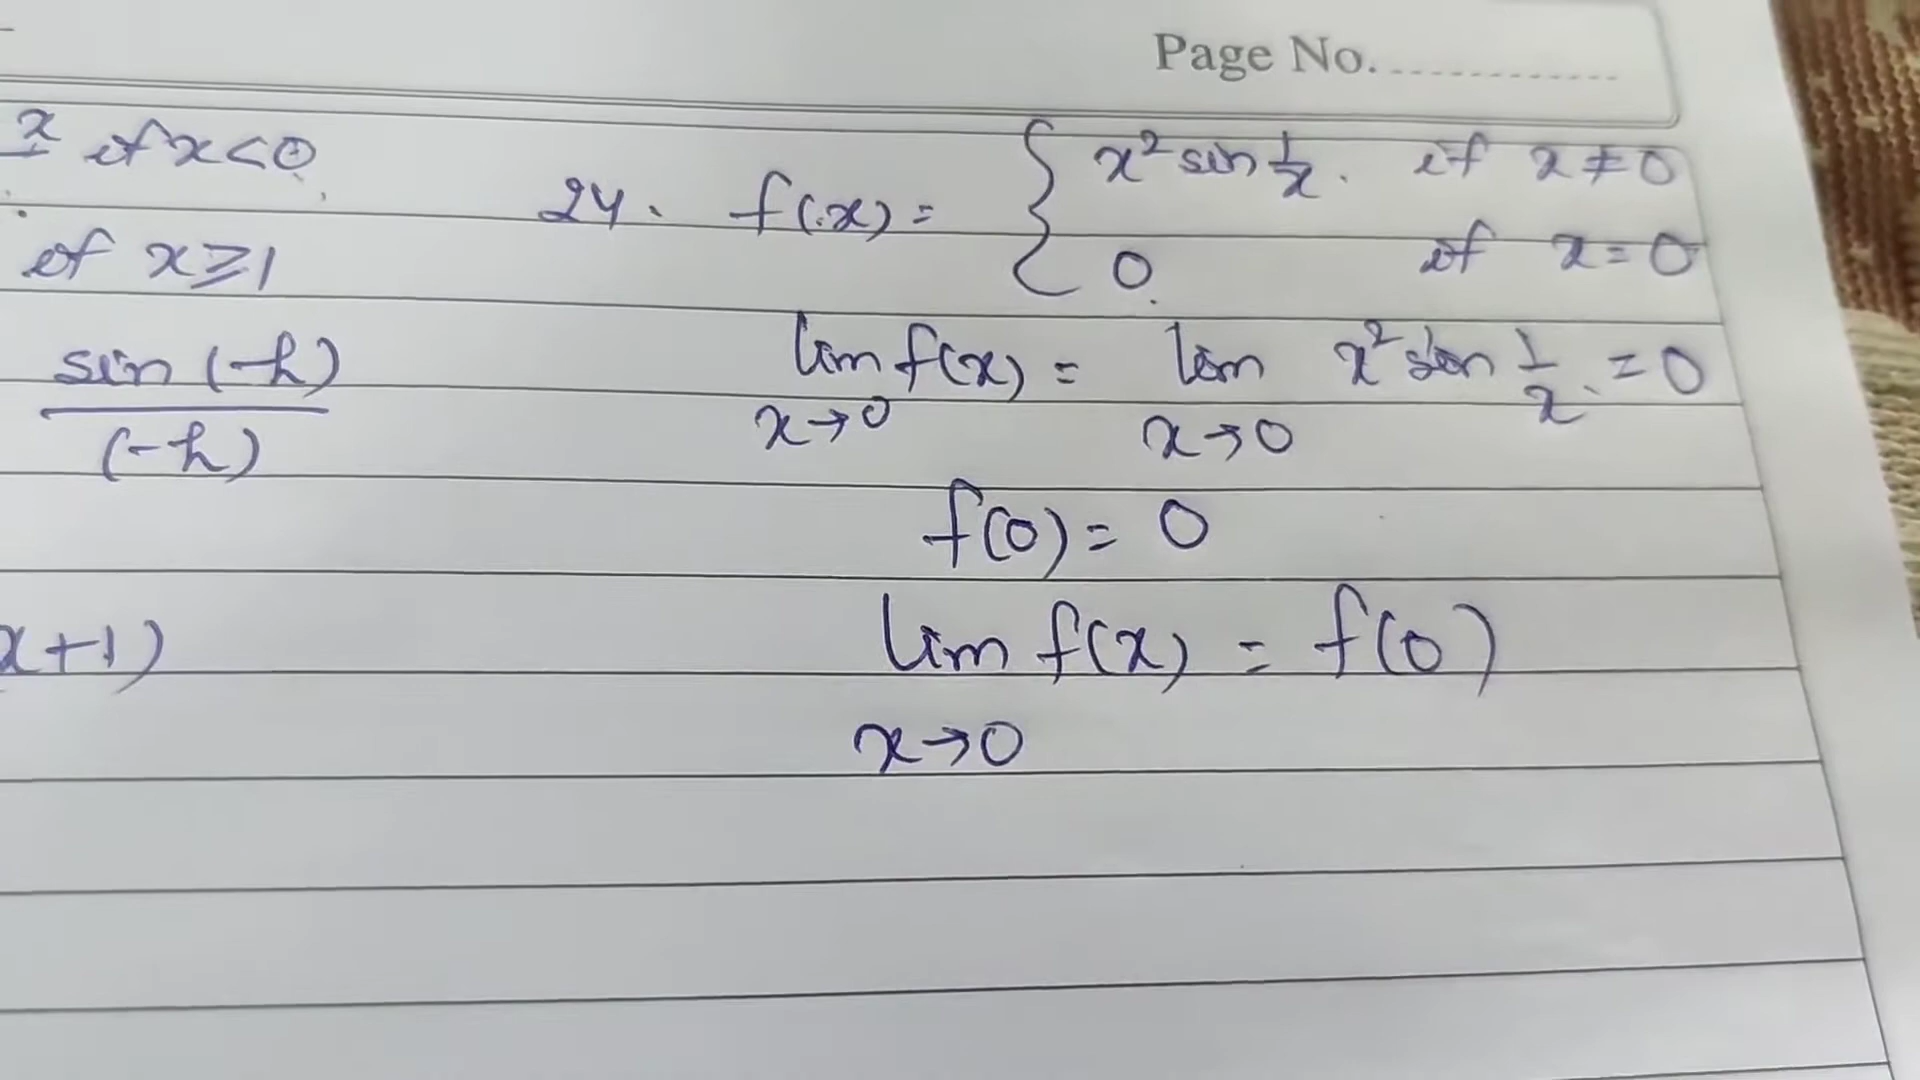 Page No.
x if x<0
if x≥1
sin (-h)
(-h)
x+1)
24. f(x) = { x² sin 1/x. if x≠0
0 if x=0
lim f(x) = lim x² sin 1/x = 0
x→0 x→0
f(0) = 0
lim f(x) = f(0)
x→0